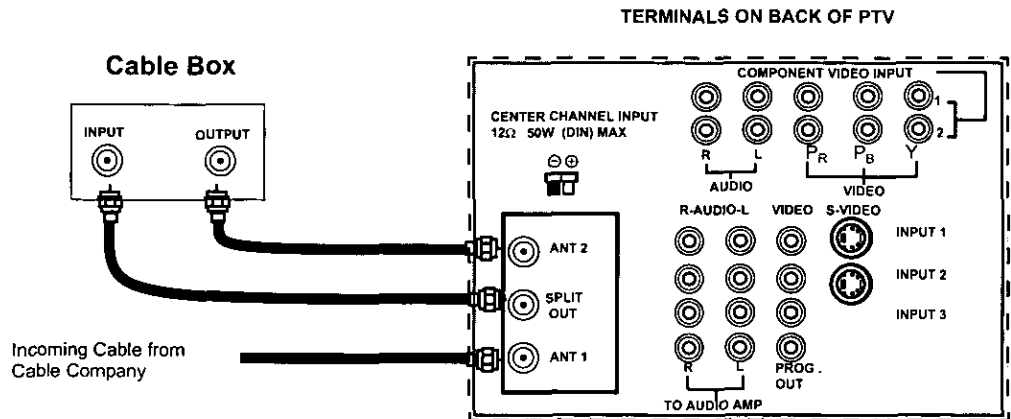 TERMINALS ON BACK OF PTV
Cable Box
INPUT
OUTPUT
COMPONENT VIDEO INPUT
1
2
CENTER CHANNEL INPUT
12Ω 50W (DIN) MAX
R
L
PR
PB
Y
AUDIO
VIDEO
R-AUDIO-L
VIDEO
S-VIDEO
INPUT 1
INPUT 2
INPUT 3
ANT 2
SPLIT
OUT
ANT 1
Incoming Cable from
Cable Company
R
L
PROG.
OUT
TO AUDIO AMP